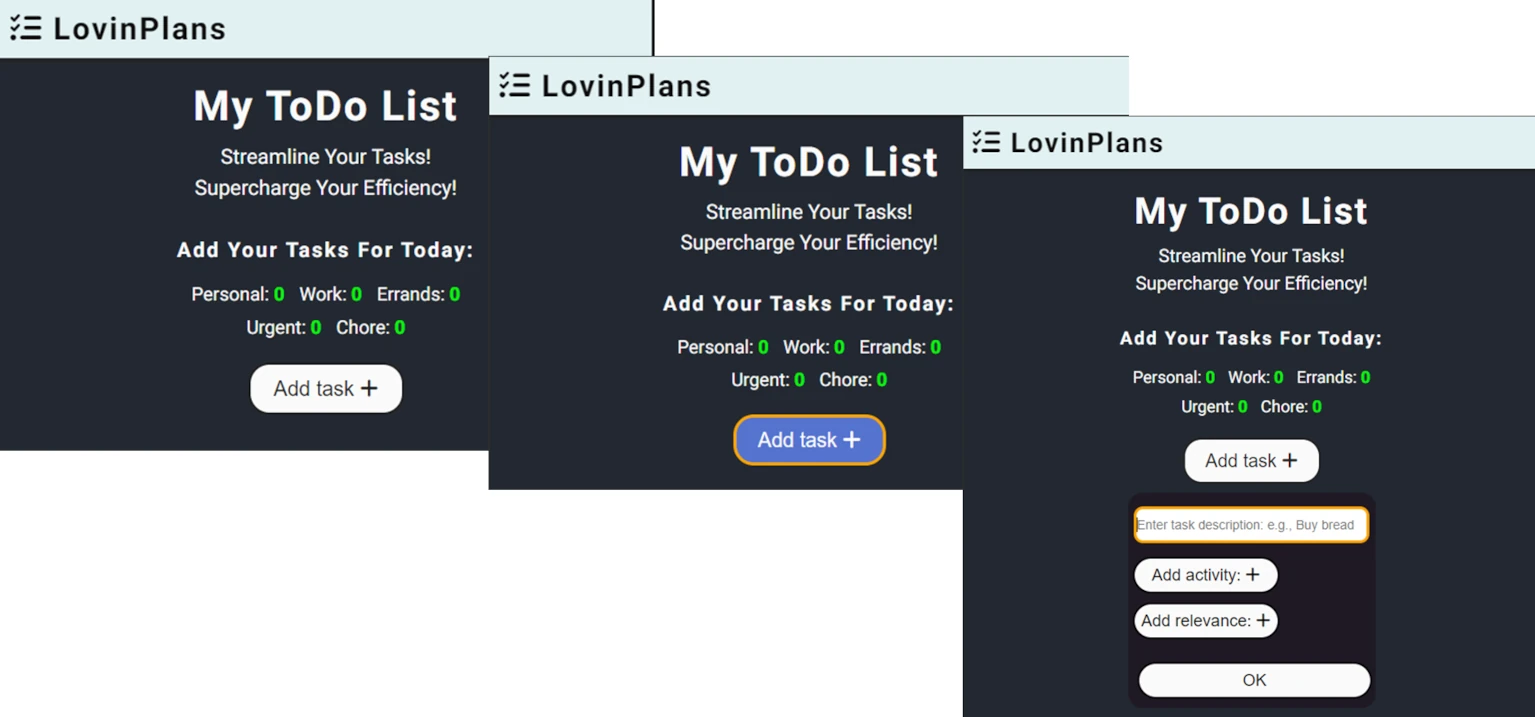 LovinPlans
My ToDo List
Streamline Your Tasks!
Supercharge Your Efficiency!
Add Your Tasks For Today:
Personal: 0 Work: 0 Errands: 0
Urgent: 0 Chore: 0
Add task +
LovinPlans
My ToDo List
Streamline Your Tasks!
Supercharge Your Efficiency!
Add Your Tasks For Today:
Personal: 0 Work: 0 Errands: 0
Urgent: 0 Chore: 0
Add task +
LovinPlans
My ToDo List
Streamline Your Tasks!
Supercharge Your Efficiency!
Add Your Tasks For Today:
Personal: 0 Work: 0 Errands: 0
Urgent: 0 Chore: 0
Add task +
Enter task description: e.g., Buy bread
Add activity: +
Add relevance: +
OK